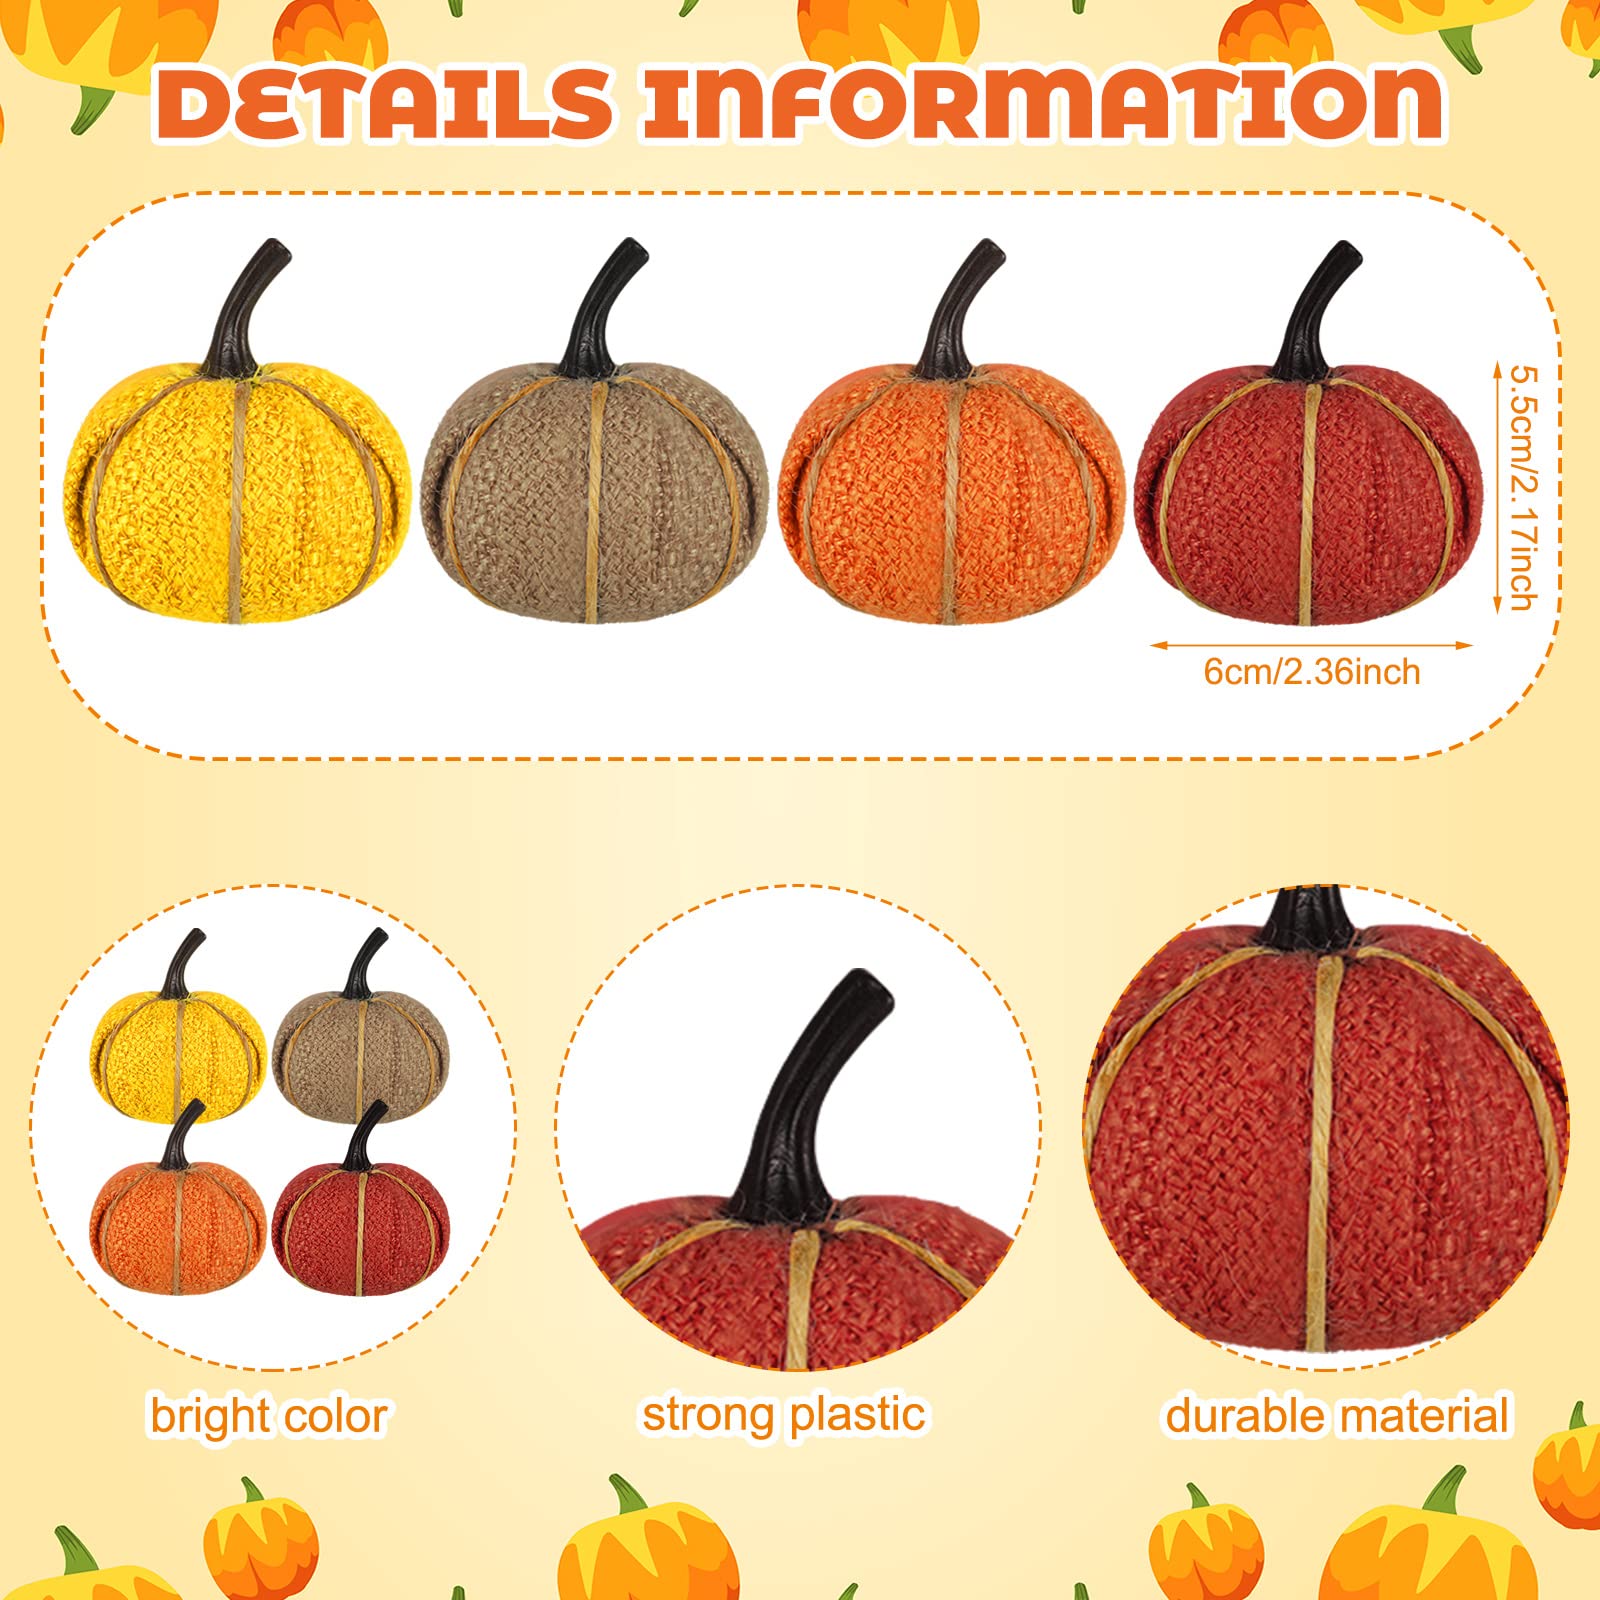 DETAILS INFORMATION
5.5cm/2.17inch
6cm/2.36inch
bright color
strong plastic
durable material